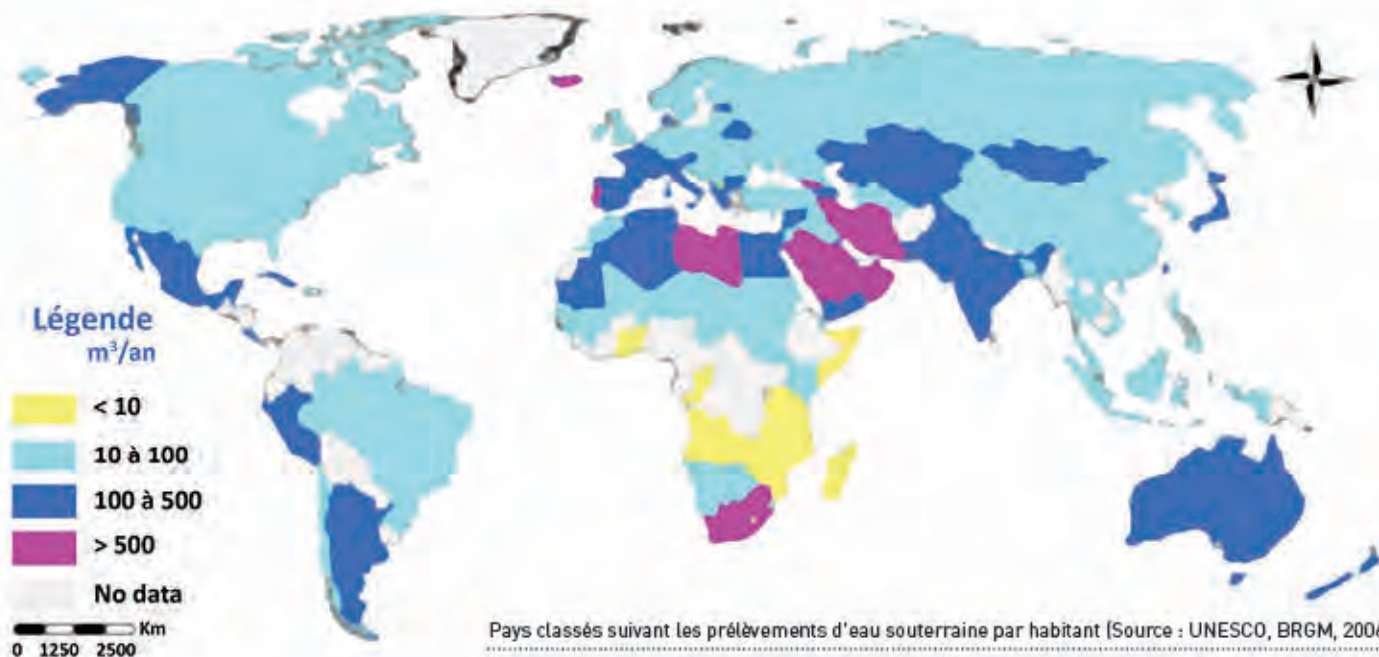 Légende
m³/an
< 10
10 à 100
100 à 500
> 500
No data
Km
0 1250 2500
Pays classés suivant les prélèvements d'eau souterraine par habitant (Source : UNESCO, BRGM, 2006